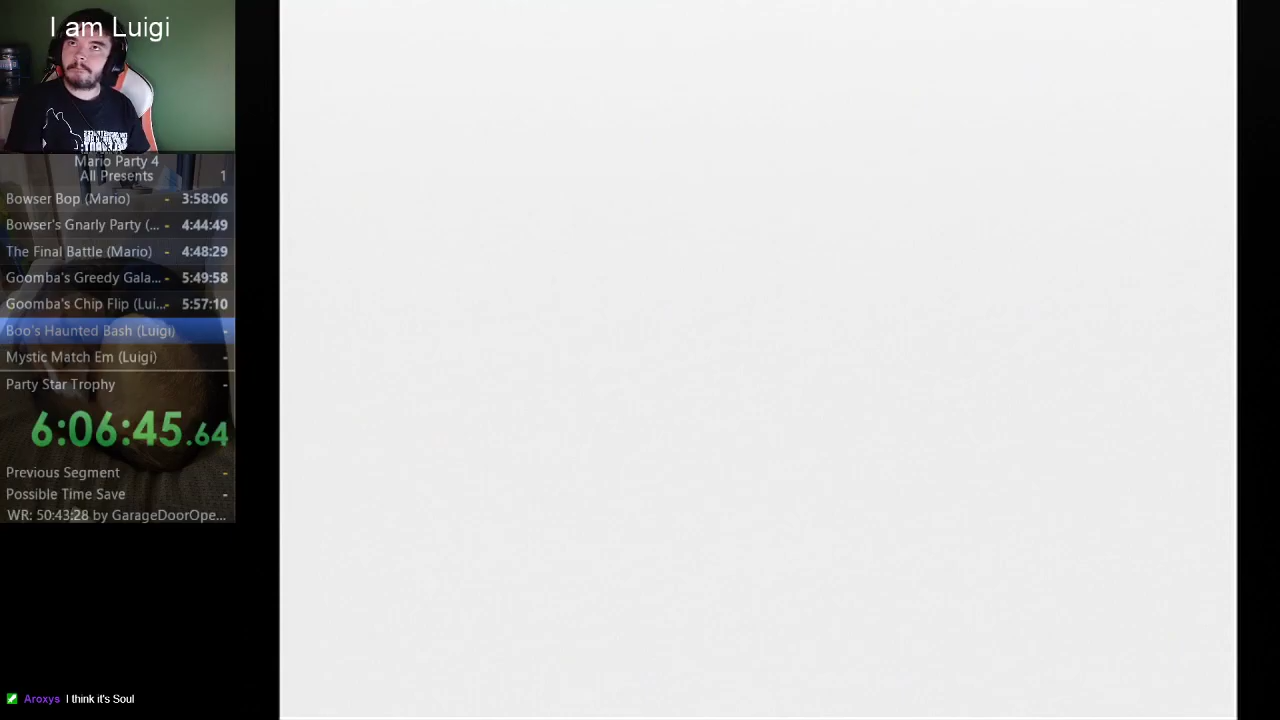 I am Luigi
Mario Party 4
All Presents 1
Bowser Bop (Mario) - 3:58:06
Bowser's Gnarly Party (... - 4:44:49
The Final Battle (Mario) - 4:48:29
Goomba's Greedy Gala... - 5:49:58
Goomba's Chip Flip (Lui... - 5:57:10
Boo's Haunted Bash (Luigi) -
Mystic Match Em (Luigi) -
Party Star Trophy -
6:06:45.64
Previous Segment -
Possible Time Save -
WR: 50:43:28 by GarageDoorOpe...
Aroxys I think it's Soul